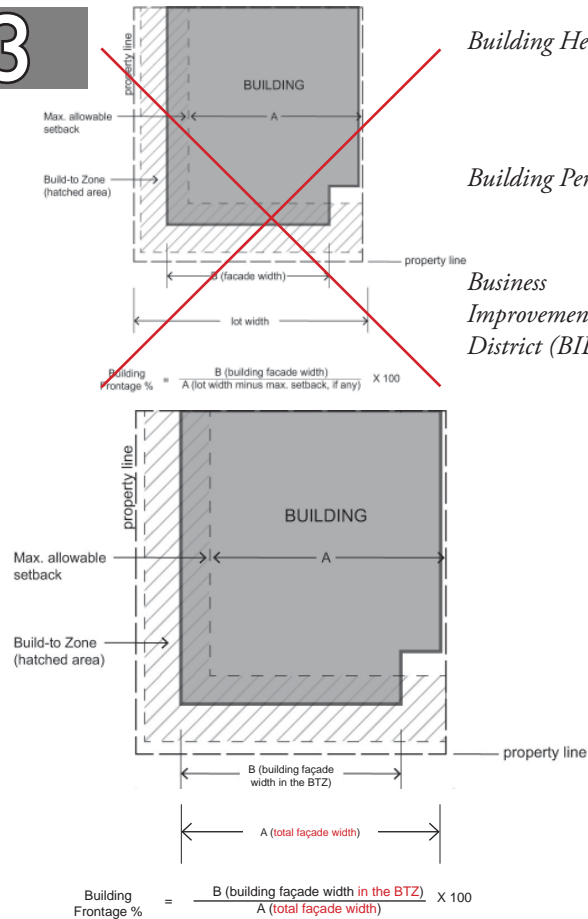 3
property line
BUILDING
Max. allowable
setback
A
Build-to Zone
(hatched area)
property line
B (facade width)
lot width
Building
Frontage %
=
B (building facade width)
A (lot width minus max. setback, if any)
X 100
Building He
Building Per
Business
Improvemen
District (BII
property line
BUILDING
Max. allowable
setback
A
Build-to Zone
(hatched area)
property line
B (building façade
width in the BTZ)
A (total façade width)
Building
Frontage %
=
B (building façade width in the BTZ)
A (total façade width)
X 100